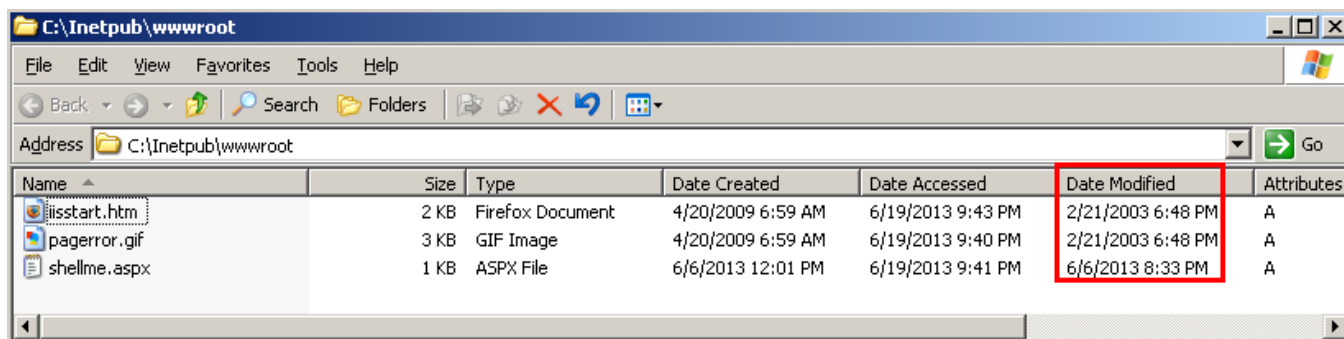 C:\Inetpub\wwwroot
File Edit View Favorites Tools Help
Back Search Folders
Address C:\Inetpub\wwwroot Go
Name Size Type Date Created Date Accessed Date Modified Attributes
iisstart.htm 2 KB Firefox Document 4/20/2009 6:59 AM 6/19/2013 9:43 PM 2/21/2003 6:48 PM A
pagerror.gif 3 KB GIF Image 4/20/2009 6:59 AM 6/19/2013 9:40 PM 2/21/2003 6:48 PM A
shellme.aspx 1 KB ASPX File 6/6/2013 12:01 PM 6/19/2013 9:41 PM 6/6/2013 8:33 PM A